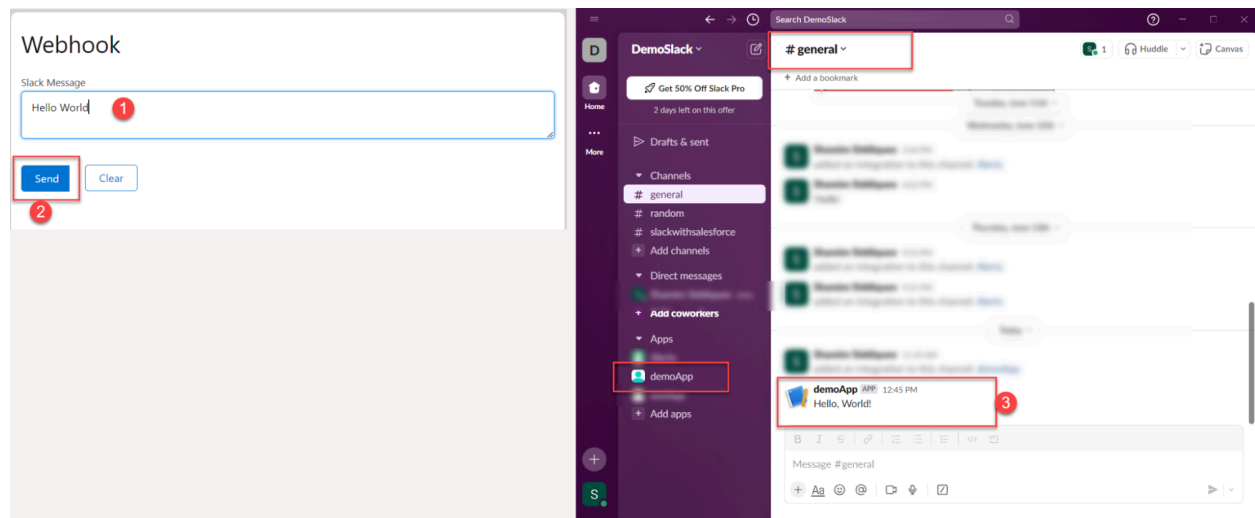 Webhook
Slack Message
Hello World
1
Send
Clear
2
Search DemoSlack
D
DemoSlack
Get 50% Off Slack Pro
2 days left on this offer
Home
More
Drafts & sent
Channels
# general
# random
# slackwithsalesforce
+ Add channels
Direct messages
+ Add coworkers
Apps
demoApp
+ Add apps
+
S
# general
1
Huddle
Canvas
+ Add a bookmark
demoApp APP 12:45 PM
Hello, World!
3
B I S
Message #general
+ Aa @